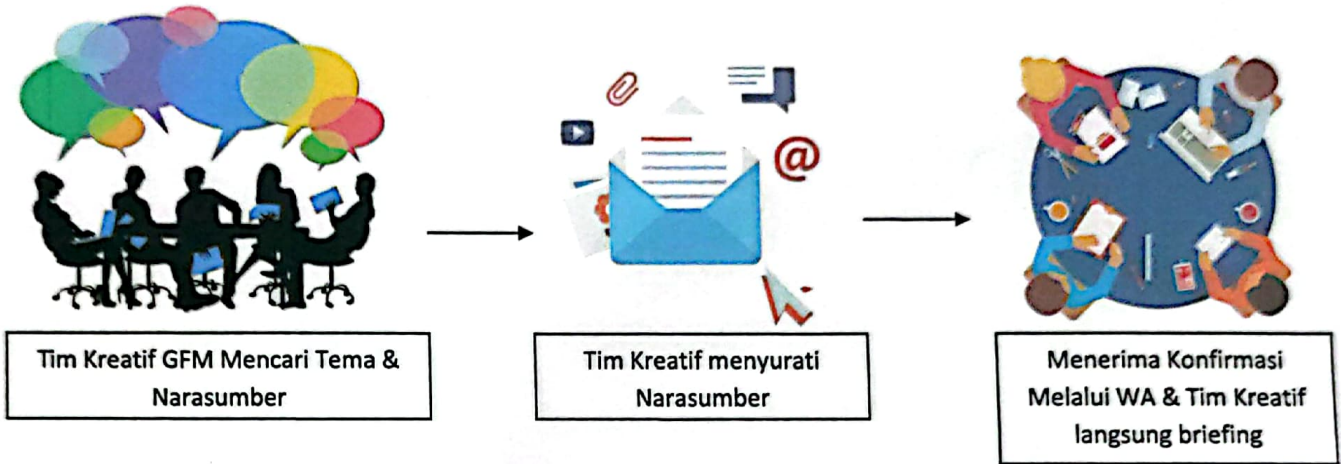 @
Tim Kreatif GFM Mencari Tema &
Narasumber
Tim Kreatif menyurati
Narasumber
Menerima Konfirmasi
Melalui WA & Tim Kreatif
langsung briefing